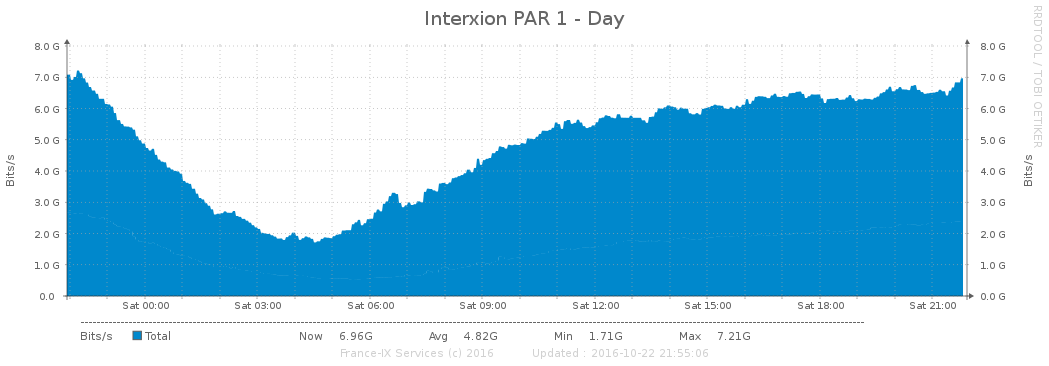 Interxion PAR 1 - Day
RRDTOOL / TOBI OETIKER
Bits/s
8.0 G
7.0 G
6.0 G
5.0 G
4.0 G
3.0 G
2.0 G
1.0 G
0.0
8.0 G
7.0 G
6.0 G
5.0 G
4.0 G
3.0 G
2.0 G
1.0 G
0.0 G
Bits/s
Sat 00:00 Sat 03:00 Sat 06:00 Sat 09:00 Sat 12:00 Sat 15:00 Sat 18:00 Sat 21:00
Bits/s Total Now 6.96G Avg 4.82G Min 1.71G Max 7.21G
France-IX Services (c) 2016 Updated : 2016-10-22 21:55:06